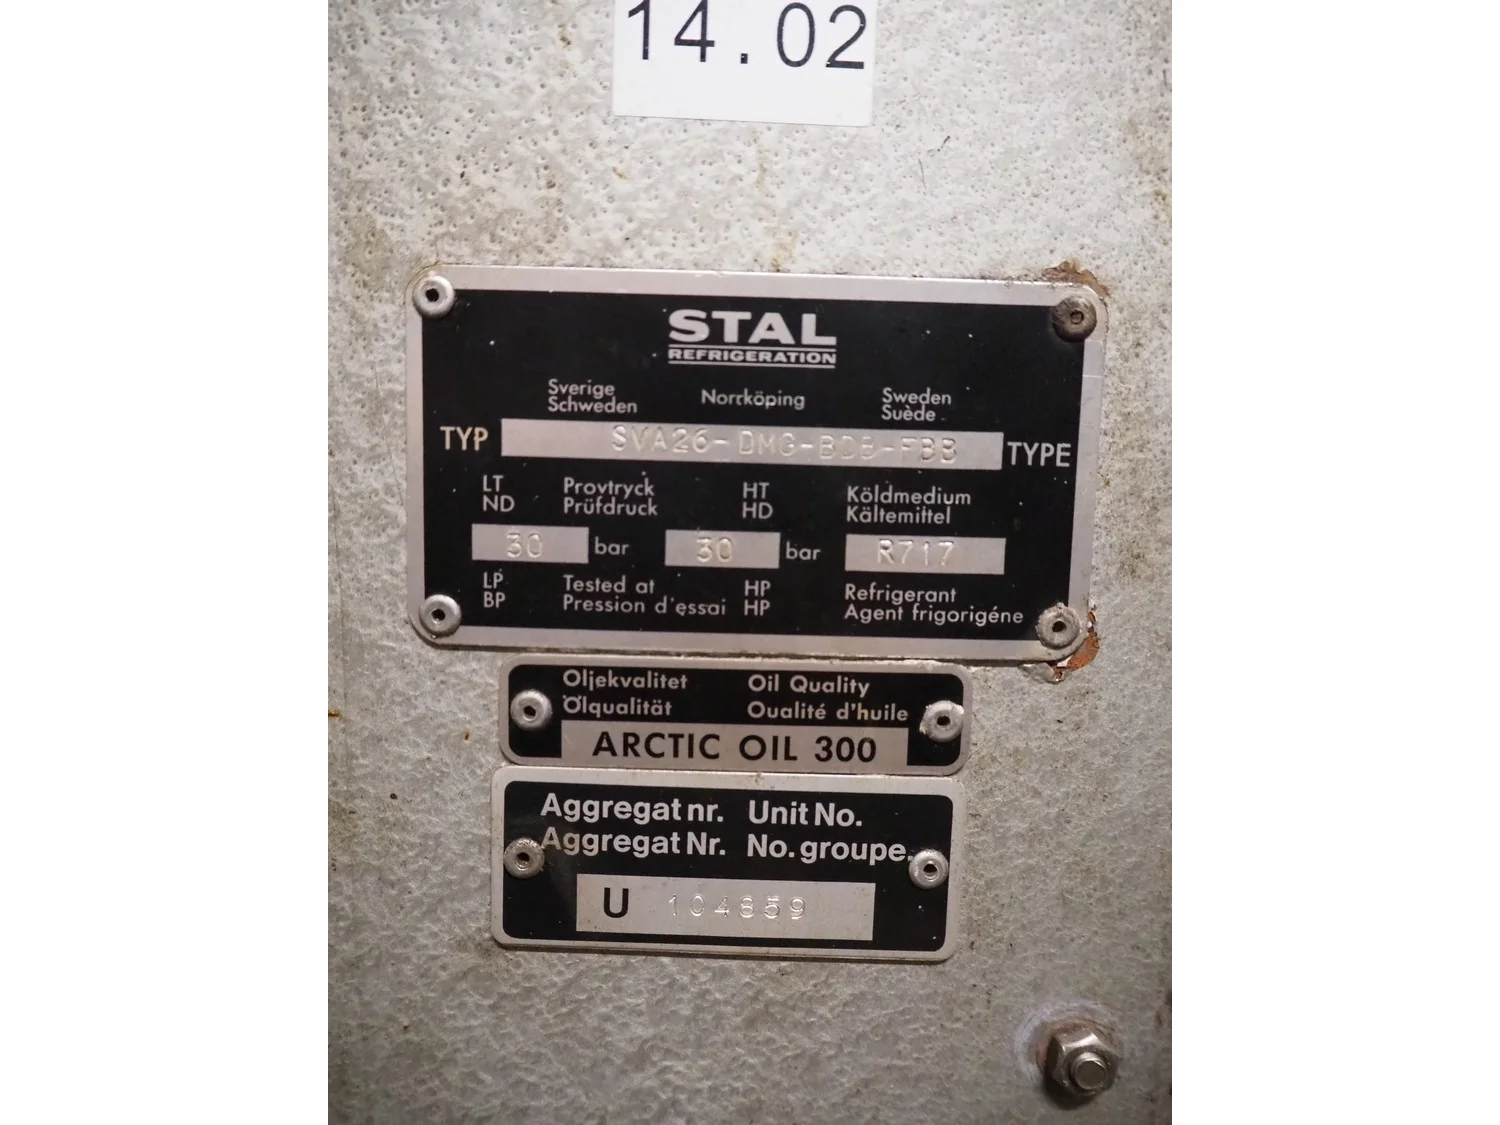 14.02
STAL
REFRIGERATION
Sverige Norrköping Sweden
Schweden Suède
TYP SVA26-DMG-BDB-FBB TYPE
LT Provtryck HT Köldmedium
ND Prüfdruck HD Kältemittel
30 bar 30 bar R717
LP Tested at HP Refrigerant
BP Pression d'essai HP Agent frigorigéne
Oljekvalitet Oil Quality
Ölqualität Qualité d'huile
ARCTIC OIL 300
Aggregat nr. Unit No.
Aggregat Nr. No. groupe.
U 104859